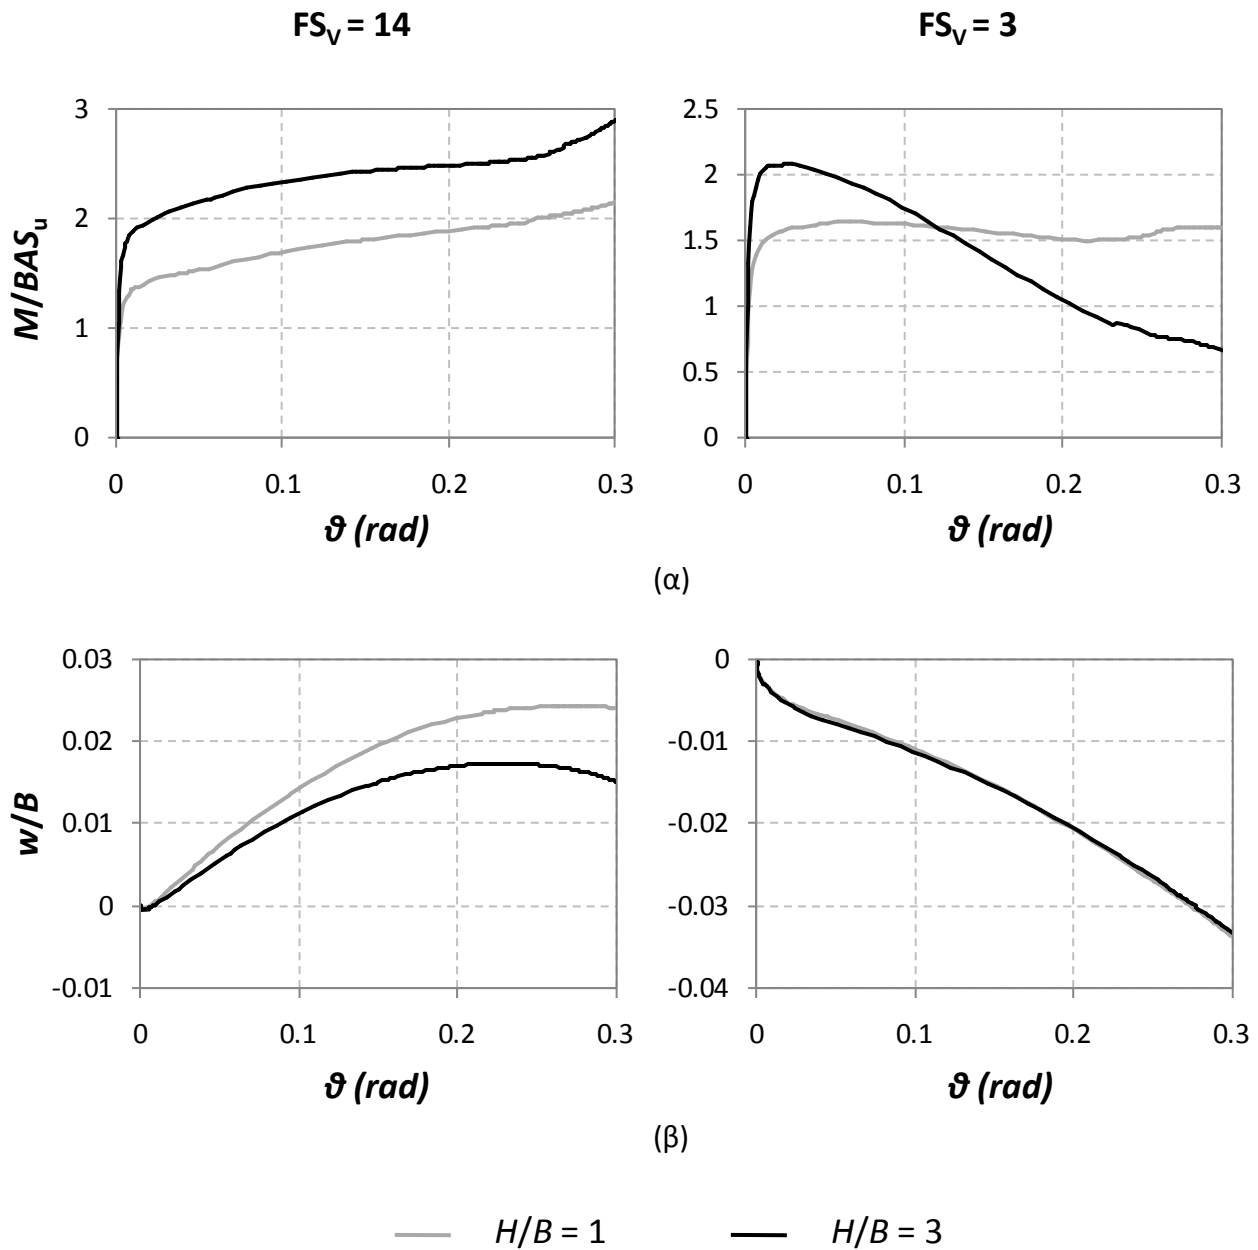 FSV = 14
FSV = 3
M/BASu
3
2
1
0
0 0.1 0.2 0.3
ϑ (rad)
2.5
2
1.5
1
0.5
0
0 0.1 0.2 0.3
ϑ (rad)
(α)
w/B
0.03
0.02
0.01
0
-0.01
0 0.1 0.2 0.3
ϑ (rad)
0
-0.01
-0.02
-0.03
-0.04
0 0.1 0.2 0.3
ϑ (rad)
(β)
H/B = 1
H/B = 3